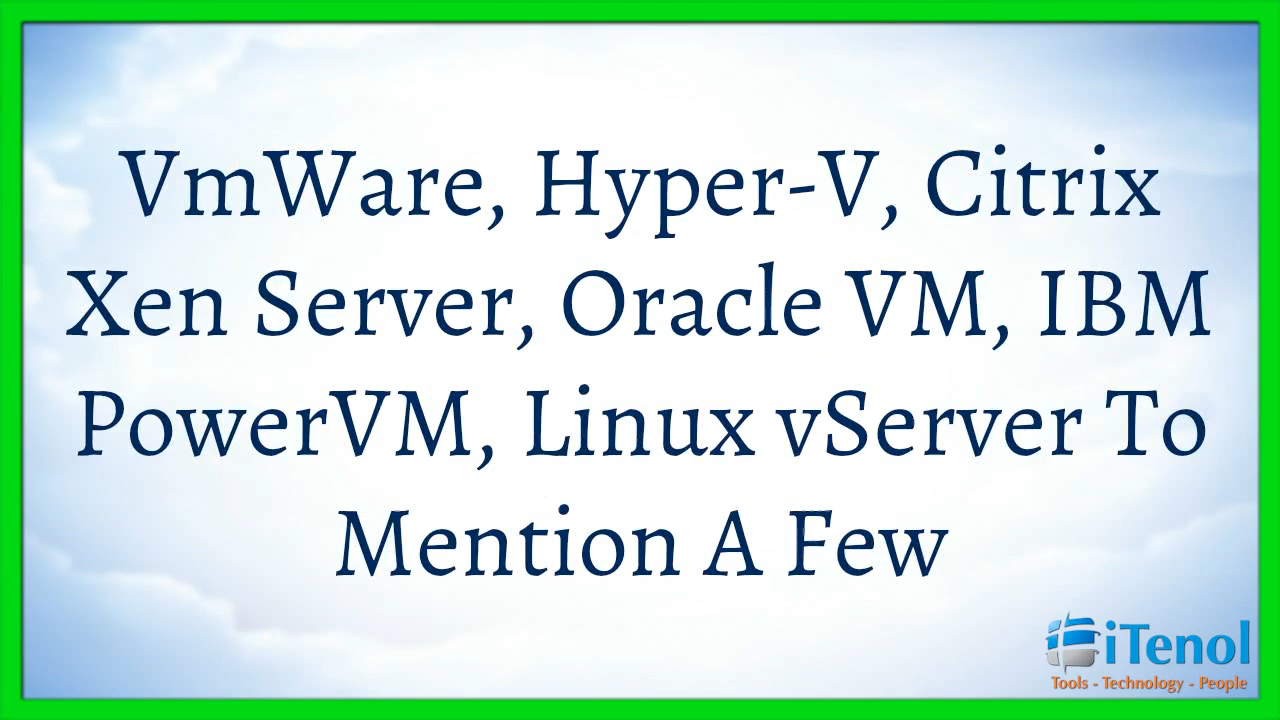 VmWare, Hyper-V, Citrix
Xen Server, Oracle VM, IBM
PowerVM, Linux vServer To
Mention A Few
iTenol
Tools - Technology - People